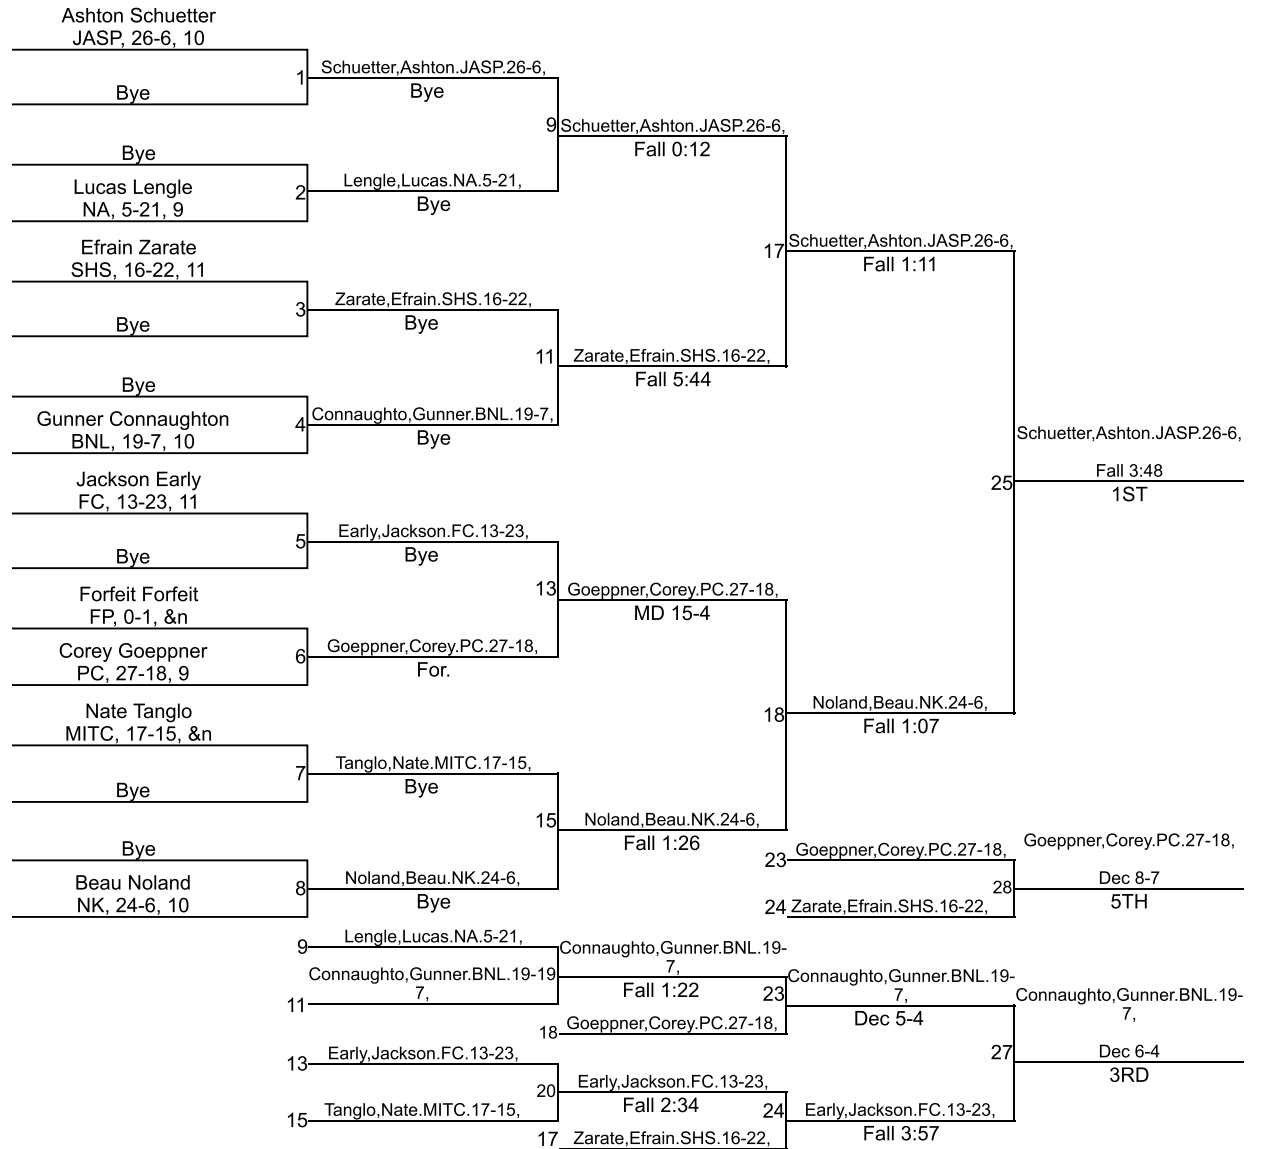 Ashton Schuetter
JASP, 26-6, 10
1
Schuetter,Ashton.JASP.26-6,
Bye
Bye
9
Schuetter,Ashton.JASP.26-6,
Fall 0:12
Bye
2
Lengle,Lucas.NA.5-21,
Bye
Lucas Lengle
NA, 5-21, 9
17
Schuetter,Ashton.JASP.26-6,
Fall 1:11
Efrain Zarate
SHS, 16-22, 11
3
Zarate,Efrain.SHS.16-22,
Bye
Bye
11
Zarate,Efrain.SHS.16-22,
Fall 5:44
Bye
4
Connaughto,Gunner.BNL.19-7,
Bye
Gunner Connaughton
BNL, 19-7, 10
25
Schuetter,Ashton.JASP.26-6,
Fall 3:48
1ST
Jackson Early
FC, 13-23, 11
5
Early,Jackson.FC.13-23,
Bye
Bye
13
Goeppner,Corey.PC.27-18,
MD 15-4
Forfeit Forfeit
FP, 0-1, &n
6
Goeppner,Corey.PC.27-18,
For.
Corey Goeppner
PC, 27-18, 9
18
Noland,Beau.NK.24-6,
Fall 1:07
Nate Tanglo
MITC, 17-15, &n
7
Tanglo,Nate.MITC.17-15,
Bye
Bye
15
Noland,Beau.NK.24-6,
Fall 1:26
Bye
8
Noland,Beau.NK.24-6,
Bye
Beau Noland
NK, 24-6, 10
23
Goeppner,Corey.PC.27-18,
24
Zarate,Efrain.SHS.16-22,
28
Goeppner,Corey.PC.27-18,
Dec 8-7
5TH
9
Lengle,Lucas.NA.5-21,
11
Connaughto,Gunner.BNL.19-19
7,
Connaughto,Gunner.BNL.19-
7,
Fall 1:22
18
Goeppner,Corey.PC.27-18,
23
Connaughto,Gunner.BNL.19-
7,
Dec 5-4
13
Early,Jackson.FC.13-23,
15
Tanglo,Nate.MITC.17-15,
20
Early,Jackson.FC.13-23,
Fall 2:34
17
Zarate,Efrain.SHS.16-22,
24
Early,Jackson.FC.13-23,
Fall 3:57
27
Connaughto,Gunner.BNL.19-
7,
Dec 6-4
3RD